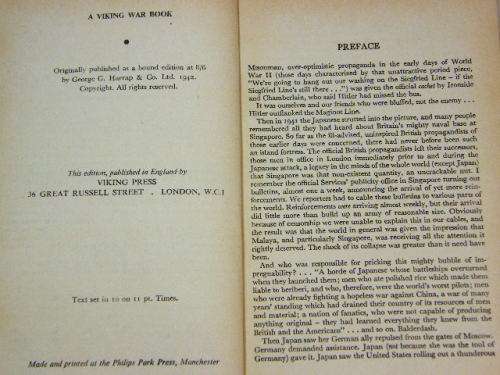 A VIKING WAR BOOK
Originally published as a bound edition at 8/6
by George G. Harrap & Co. Ltd. 1942.
Copyright. All rights reserved.
This edition, published in England by
VIKING PRESS
36 GREAT RUSSELL STREET . LONDON, W.C.1
Text set in 10 on 11 pt. Times.
Made and printed at the Philips Park Press, Manchester
PREFACE
over-optimistic propaganda in the early days of World
War II (those days characterised by that unattractive period piece,
"We're going to hang out our washing on the Siegfried Line – if the
Siegfried Line's still there . . .") was given the official cachet by Ironside
and Chamberlain, who said Hitler had missed the bus.
It was ourselves and our friends who were bluffed, not the enemy . . .
Hitler outflanked the Maginot Line.
Then in 1941 the Japanese strutted into the picture, and many people
remembered all they had heard about Britain's mighty naval base at
Singapore. So far as the ill-advised, uninspired British propagandists of
those earlier days were concerned, there had never before been such
an island fortress. The official British propagandists left their successors,
those men in office in London immediately prior to and during the
Japanese attack, a legacy in the minds of the whole world (except Japan)
that Singapore was that non-existent quantity, an uncrackable nut. I
remember the official Services' publicity office in Singapore turning out
bulletins, almost one a week, announcing the arrival of yet more rein-
forcements. We reporters had to cable these bulletins to various parts of
the world. Reinforcements were arriving almost weekly, but their arrival
did little more than build up an army of reasonable size. Obviously
because of censorship we were unable to explain this in our cables, and
the result was that the world in general was given the impression that
Malaya, and particularly Singapore, was receiving all the attention it
rightly deserved. The shock of its collapse was greater than it need have
been.
And who was responsible for pricking this mighty bubble of im-
pregnability? . . . "A horde of Japanese whose battleships overturned
when they launched them; men who ate polished rice which made them
liable to beriberi, and who, therefore, were the world's worst pilots; men
who were already fighting a hopeless war against China, a war of many
years' standing which had drained their country of its resources of men
and material; a nation of fanatics, who were not capable of producing
anything original – they had learned everything they knew from the
British and the Americans" . . . and so on. Balderdash.
Then Japan saw her German ally repulsed from the gates of Moscow.
Germany demanded assistance. Japan (not because she was the tool of
Germany) gave it. Japan saw the United States rolling out a thunderous